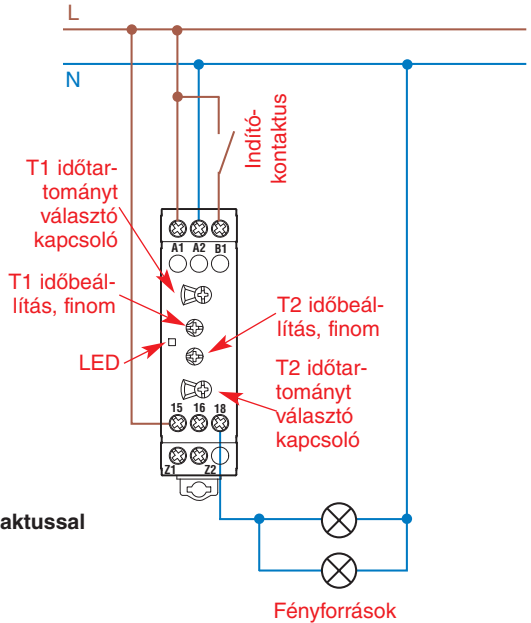 L
N
Indító-
kontaktus
T1 időtar-
tományt
választó
kapcsoló
A1 A2 B1
T1 időbeál-
lítás, finom
T2 időbeál-
lítás, finom
LED
T2 időtar-
tományt
választó
kapcsoló
15 16 18
Z1 Z2
aktussal
Fényforrások